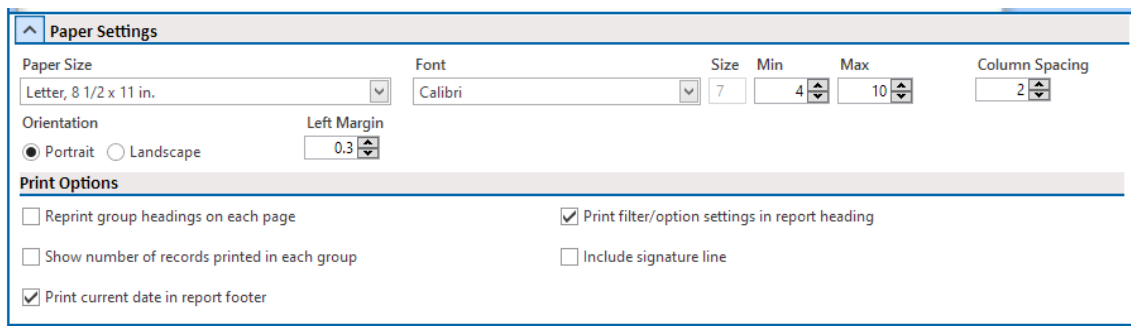 Paper Settings
Paper Size Font Size Min Max Column Spacing
Letter, 8 1/2 x 11 in. Calibri 7 4 10 2
Orientation Left Margin
Portrait Landscape 0.3
Print Options
Reprint group headings on each page Print filter/option settings in report heading
Show number of records printed in each group Include signature line
Print current date in report footer